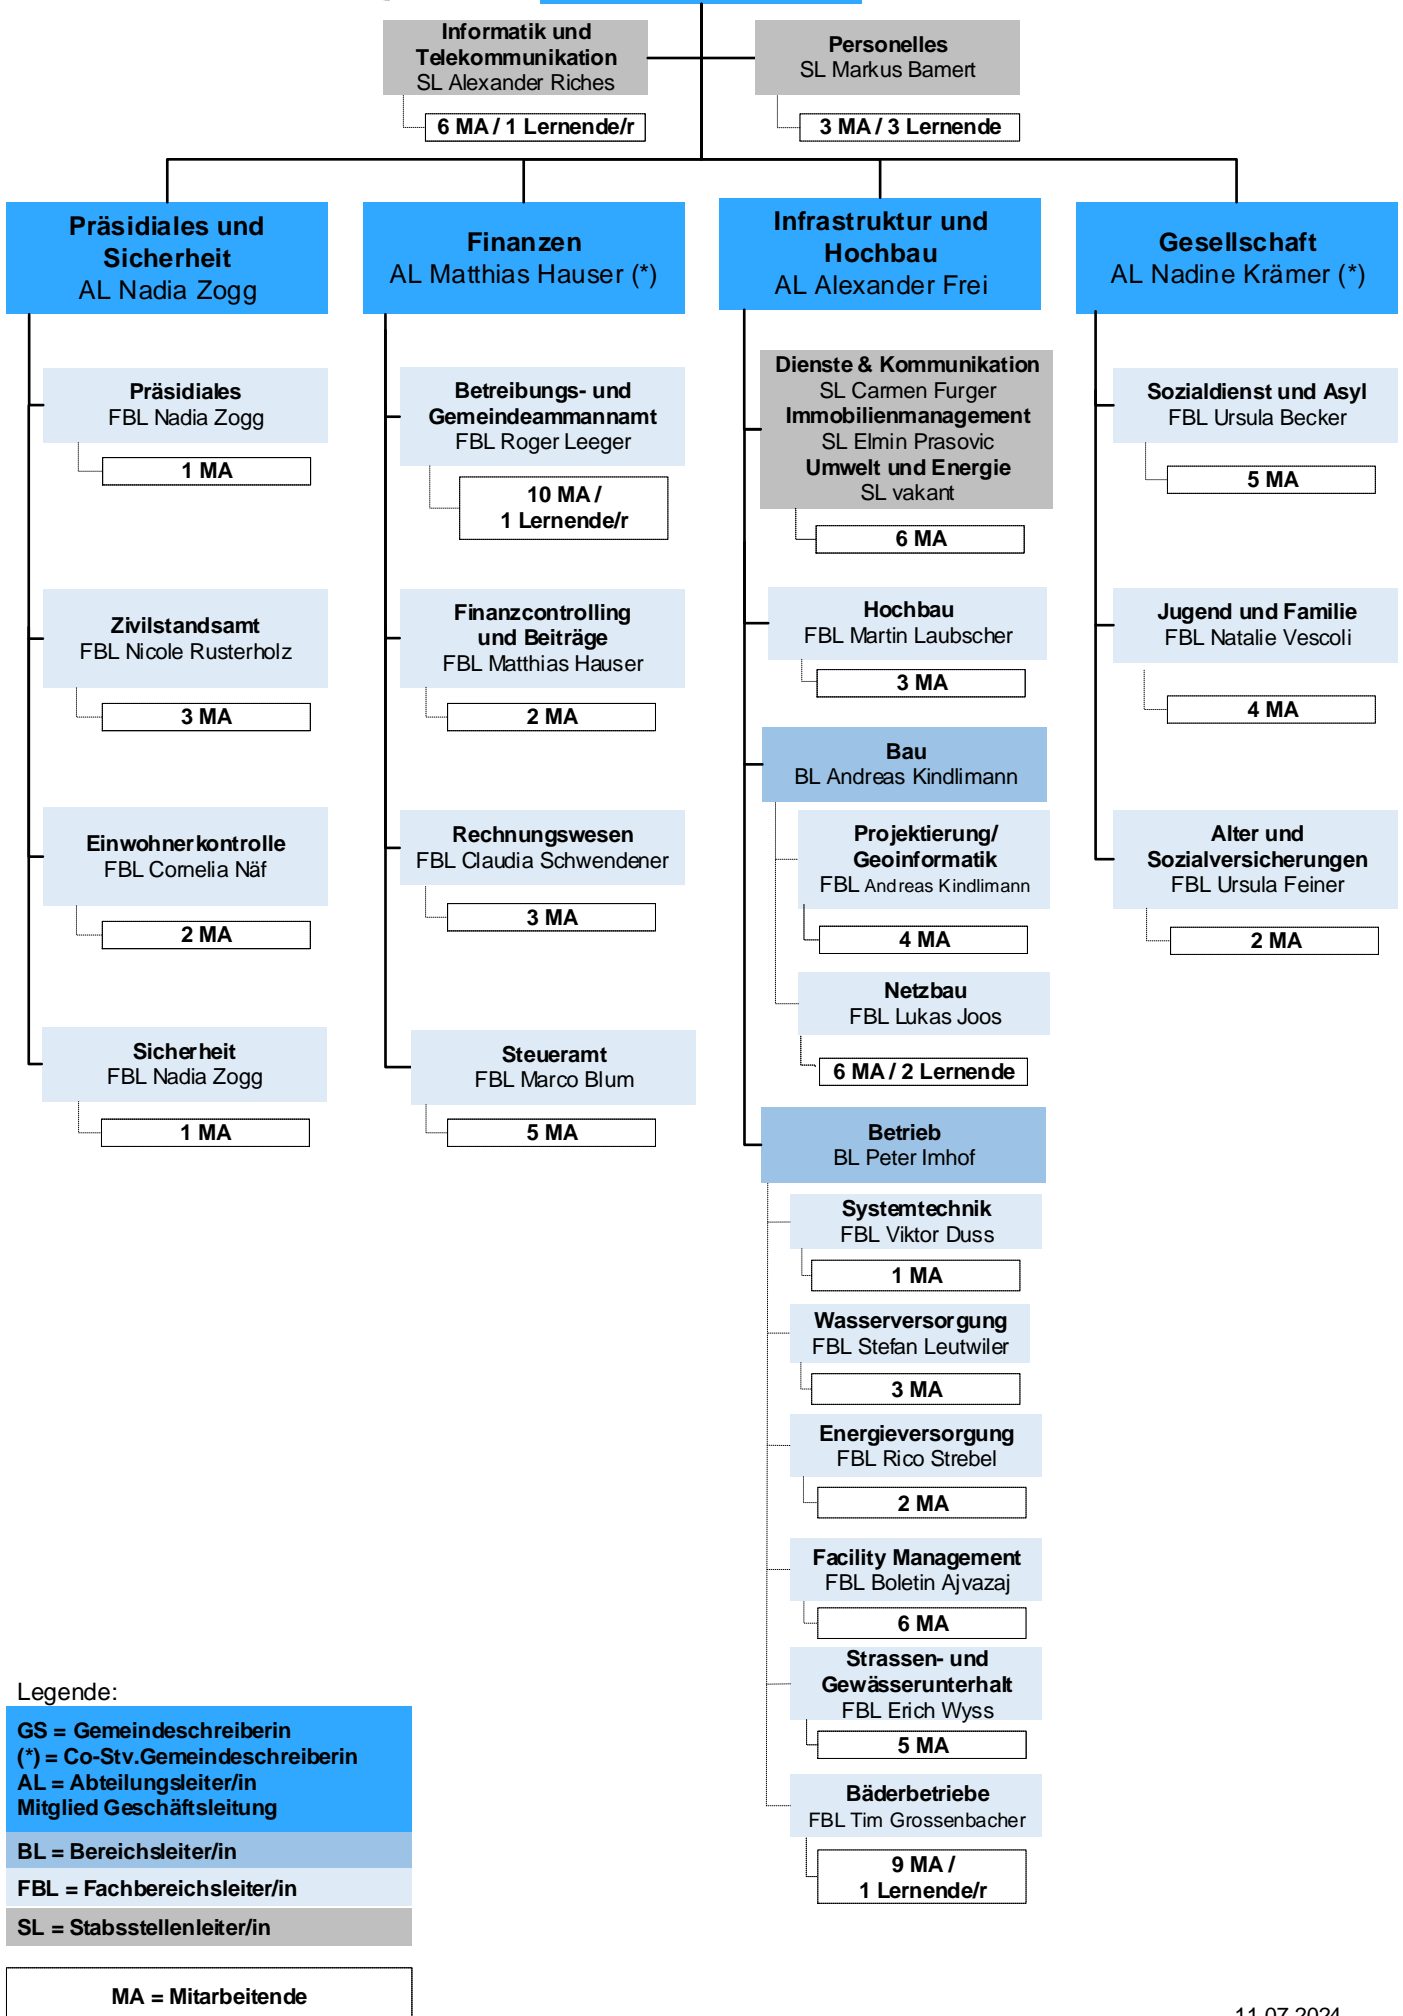 Informatik und
Telekommunikation
SL Alexander Riches
6 MA / 1 Lernende/r
Personelles
SL Markus Bamert
3 MA / 3 Lernende
Präsidiales und
Sicherheit
AL Nadia Zogg
Präsidiales
FBL Nadia Zogg
1 MA
Zivilstandsamt
FBL Nicole Rusterholz
3 MA
Einwohnerkontrolle
FBL Cornelia Näf
2 MA
Sicherheit
FBL Nadia Zogg
1 MA
Finanzen
AL Matthias Hauser (*)
Betreibungs- und
Gemeindeammannamt
FBL Roger Leeger
10 MA /
1 Lernende/r
Finanzcontrolling
und Beiträge
FBL Matthias Hauser
2 MA
Rechnungswesen
FBL Claudia Schwendener
3 MA
Steueramt
FBL Marco Blum
5 MA
Infrastruktur und
Hochbau
AL Alexander Frei
Dienste & Kommunikation
SL Carmen Furger
Immobilienmanagement
SL Elmin Prasovic
Umwelt und Energie
SL vakant
6 MA
Hochbau
FBL Martin Laubscher
3 MA
Bau
BL Andreas Kindlimann
Projektierung/
Geoinformatik
FBL Andreas Kindlimann
4 MA
Netzbau
FBL Lukas Joos
6 MA / 2 Lernende
Betrieb
BL Peter Imhof
Systemtechnik
FBL Viktor Duss
1 MA
Wasserversorgung
FBL Stefan Leutwiler
3 MA
Energieversorgung
FBL Rico Strebel
2 MA
Facility Management
FBL Boletin Ajvazaj
6 MA
Strassen- und
Gewässerunterhalt
FBL Erich Wyss
5 MA
Bäderbetriebe
FBL Tim Grossenbacher
9 MA /
1 Lernende/r
Gesellschaft
AL Nadine Krämer (*)
Sozialdienst und Asyl
FBL Ursula Becker
5 MA
Jugend und Familie
FBL Natalie Vescoli
4 MA
Alter und
Sozialversicherungen
FBL Ursula Feiner
2 MA
Legende:
GS = Gemeindeschreiberin
(*) = Co-Stv.Gemeindeschreiberin
AL = Abteilungsleiter/in
Mitglied Geschäftsleitung
BL = Bereichsleiter/in
FBL = Fachbereichsleiter/in
SL = Stabsstellenleiter/in
MA = Mitarbeitende
11.07.2024